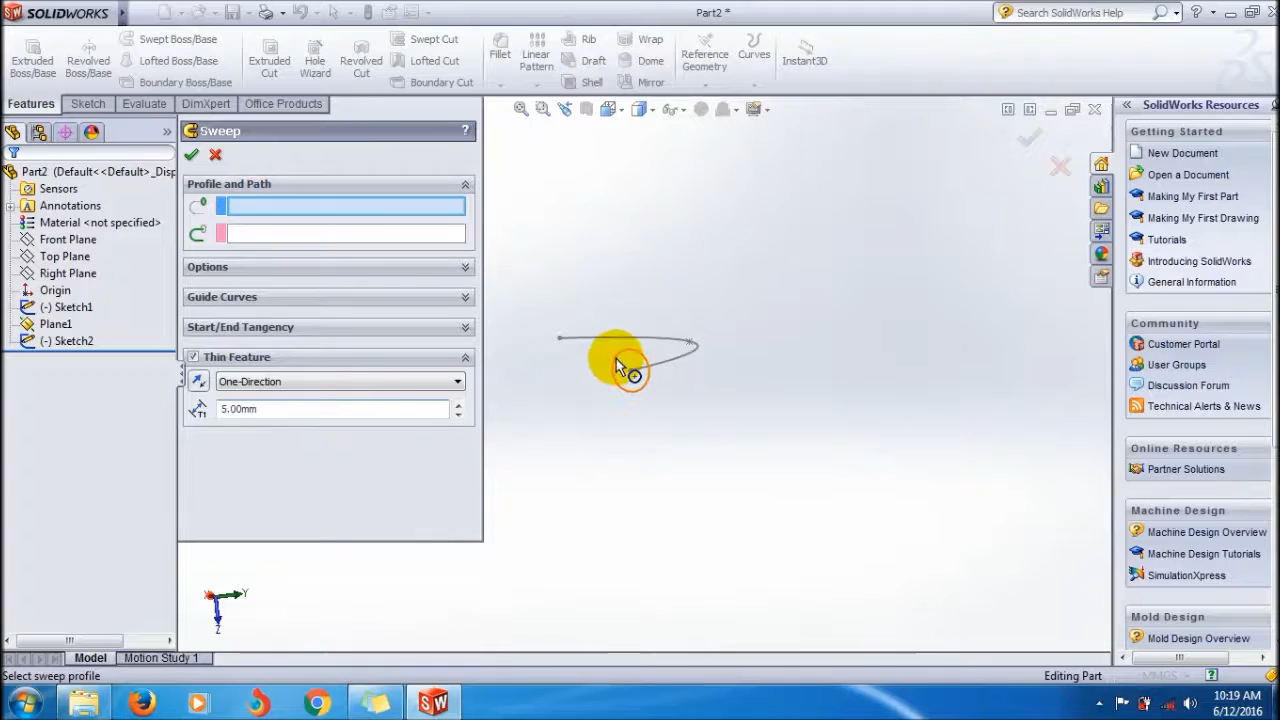 SOLIDWORKS
Part2 *
Search SolidWorks Help
Extruded Boss/Base
Revolved Boss/Base
Swept Boss/Base
Lofted Boss/Base
Boundary Boss/Base
Extruded Cut
Hole Wizard
Revolved Cut
Swept Cut
Lofted Cut
Boundary Cut
Fillet
Linear Pattern
Rib
Draft
Shell
Wrap
Dome
Mirror
Reference Geometry
Curves
Instant3D
Features
Sketch
Evaluate
DimXpert
Office Products
Part2 (Default<<Default>_Disp
Sensors
Annotations
Material <not specified>
Front Plane
Top Plane
Right Plane
Origin
(-) Sketch1
Plane1
(-) Sketch2
Sweep
?
Profile and Path
Options
Guide Curves
Start/End Tangency
Thin Feature
One-Direction
T1
5.00mm
Y
Z
SolidWorks Resources
Getting Started
New Document
Open a Document
Making My First Part
Making My First Drawing
Tutorials
Introducing SolidWorks
General Information
Community
Customer Portal
User Groups
Discussion Forum
Technical Alerts & News
Online Resources
Partner Solutions
Machine Design
Machine Design Overview
Machine Design Tutorials
SimulationXpress
Mold Design
Mold Design Overview
Model
Motion Study 1
Select sweep profile
Editing Part
MMGS
10:19 AM
6/12/2016